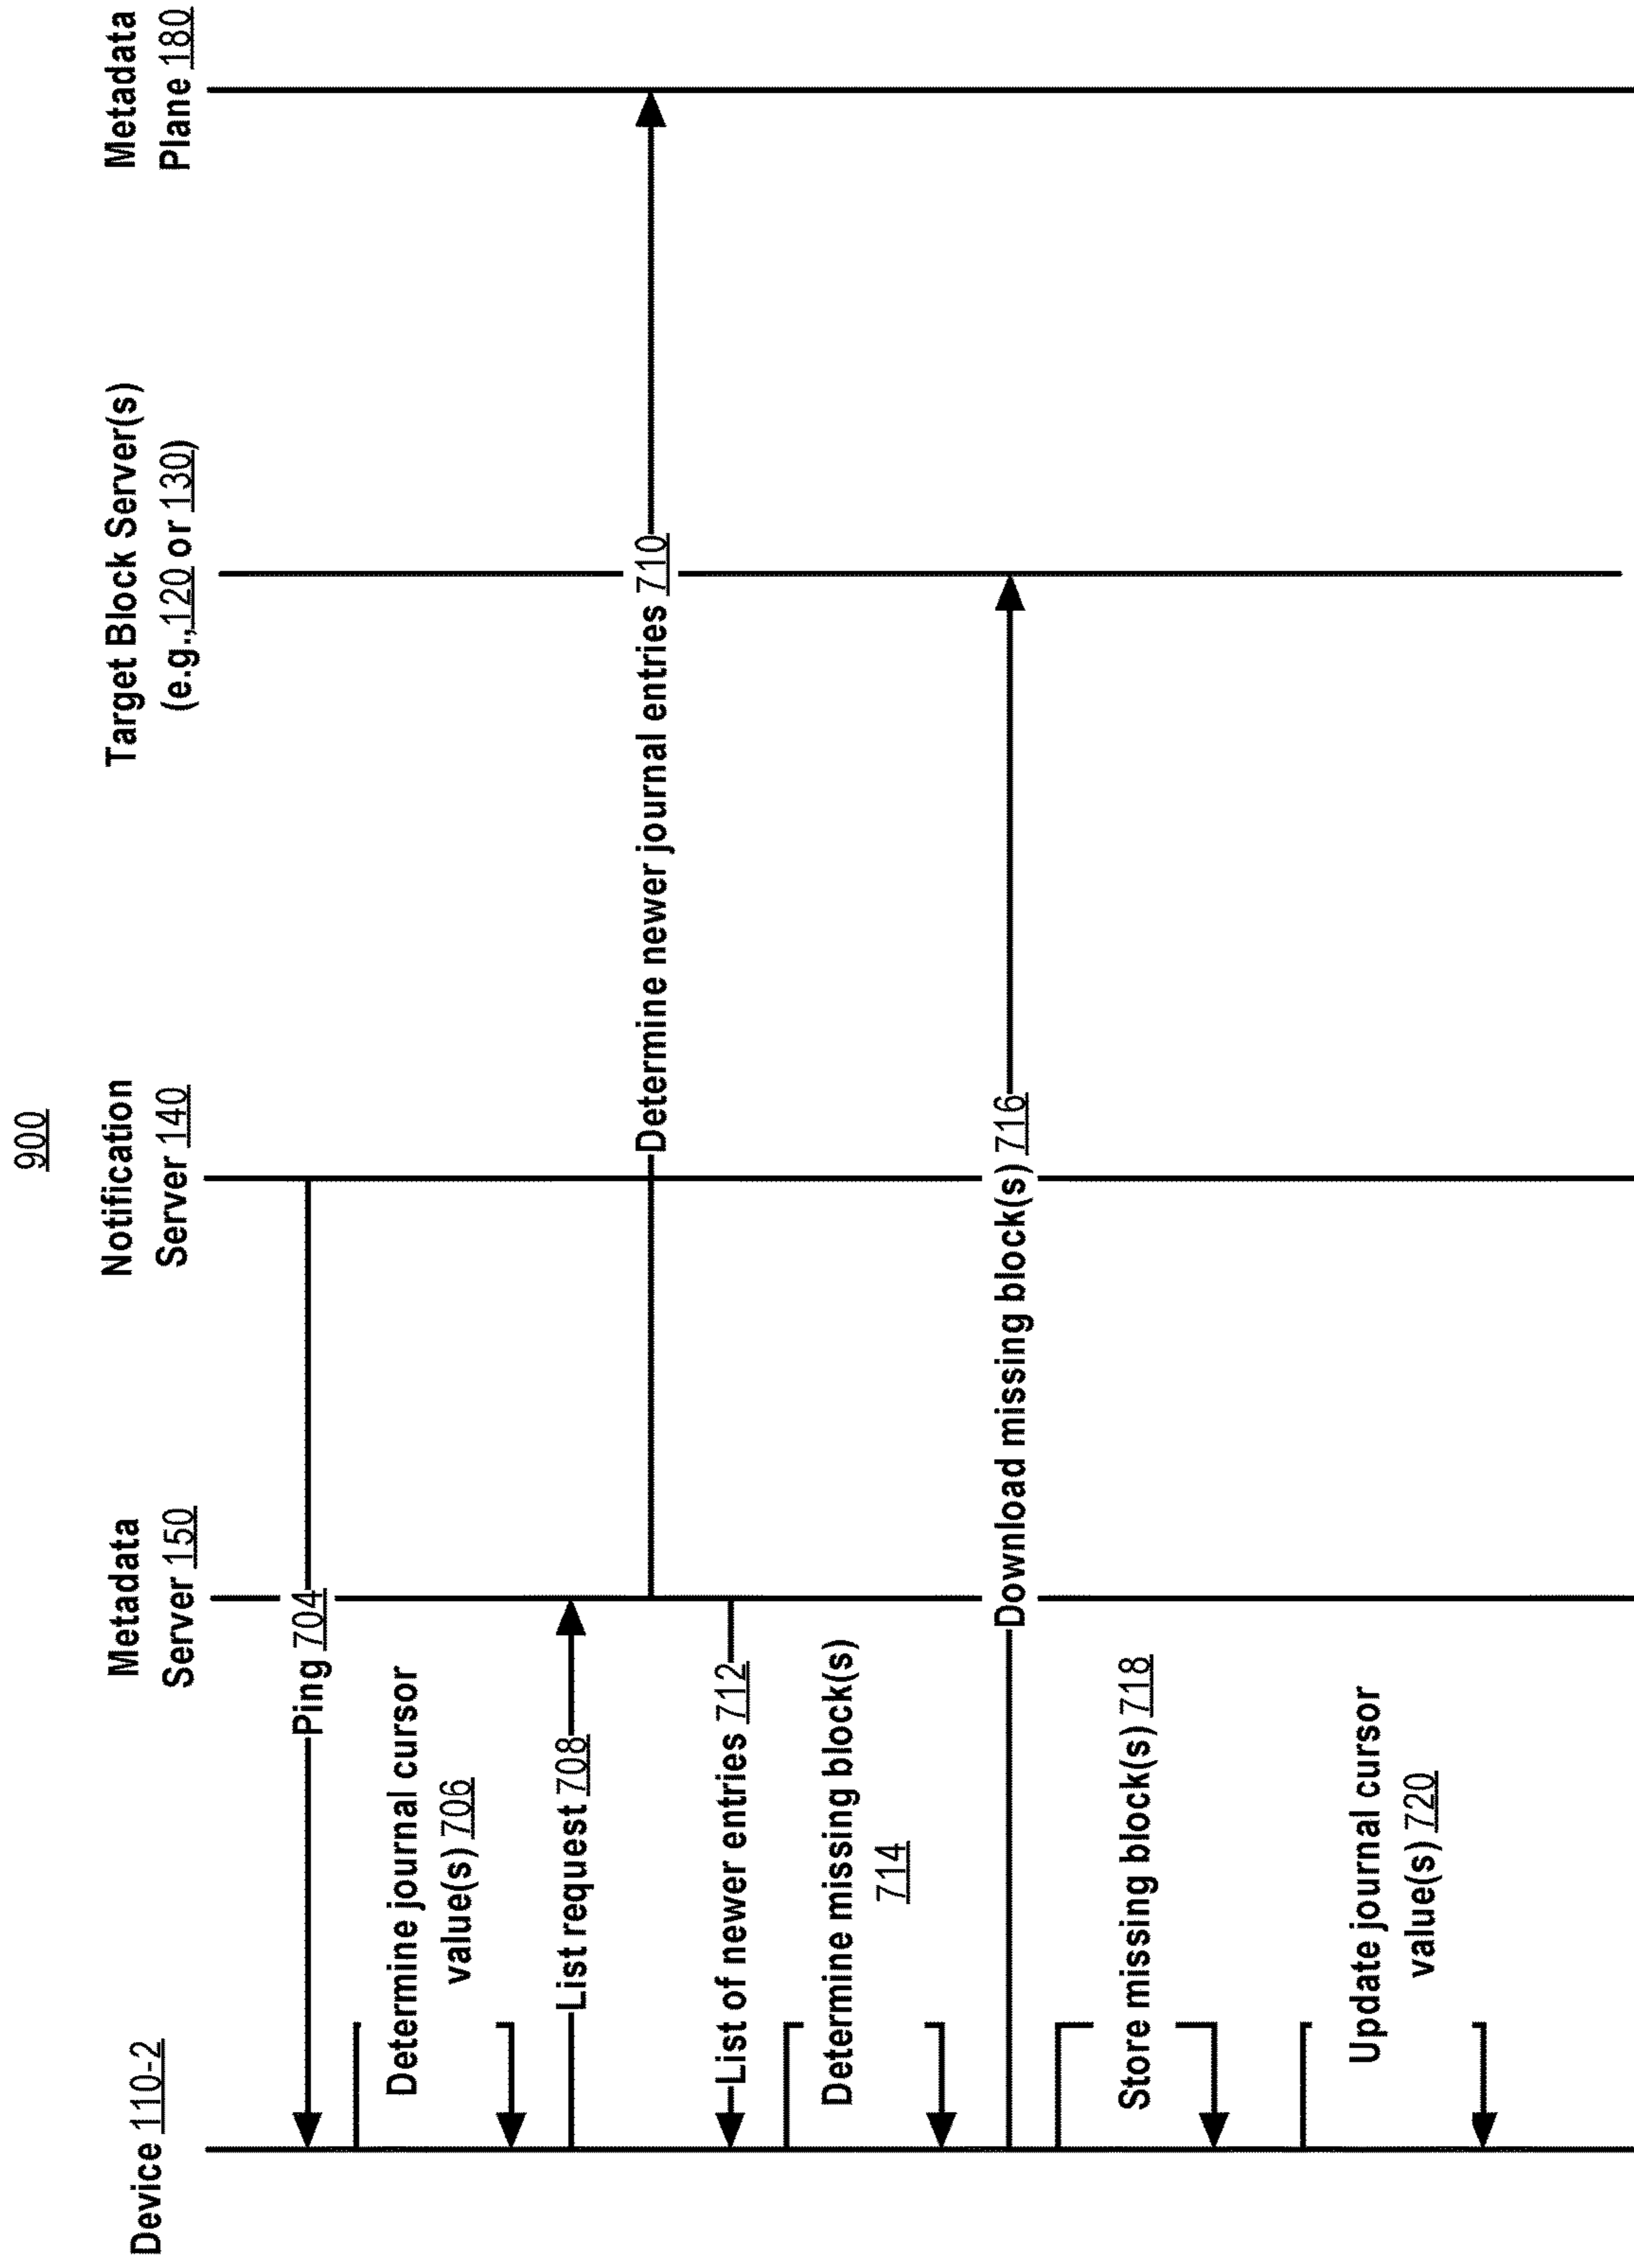 900
Device 110-2
Metadata
Server 150
Notification
Server 140
Target Block Server(s)
(e.g., 120 or 130)
Metadata
Plane 180
Ping 704
Determine journal cursor
value(s) 706
List request 708
Determine newer journal entries 710
List of newer entries 712
Determine missing block(s)
714
Download missing block(s) 716
Store missing block(s) 718
Update journal cursor
value(s) 720